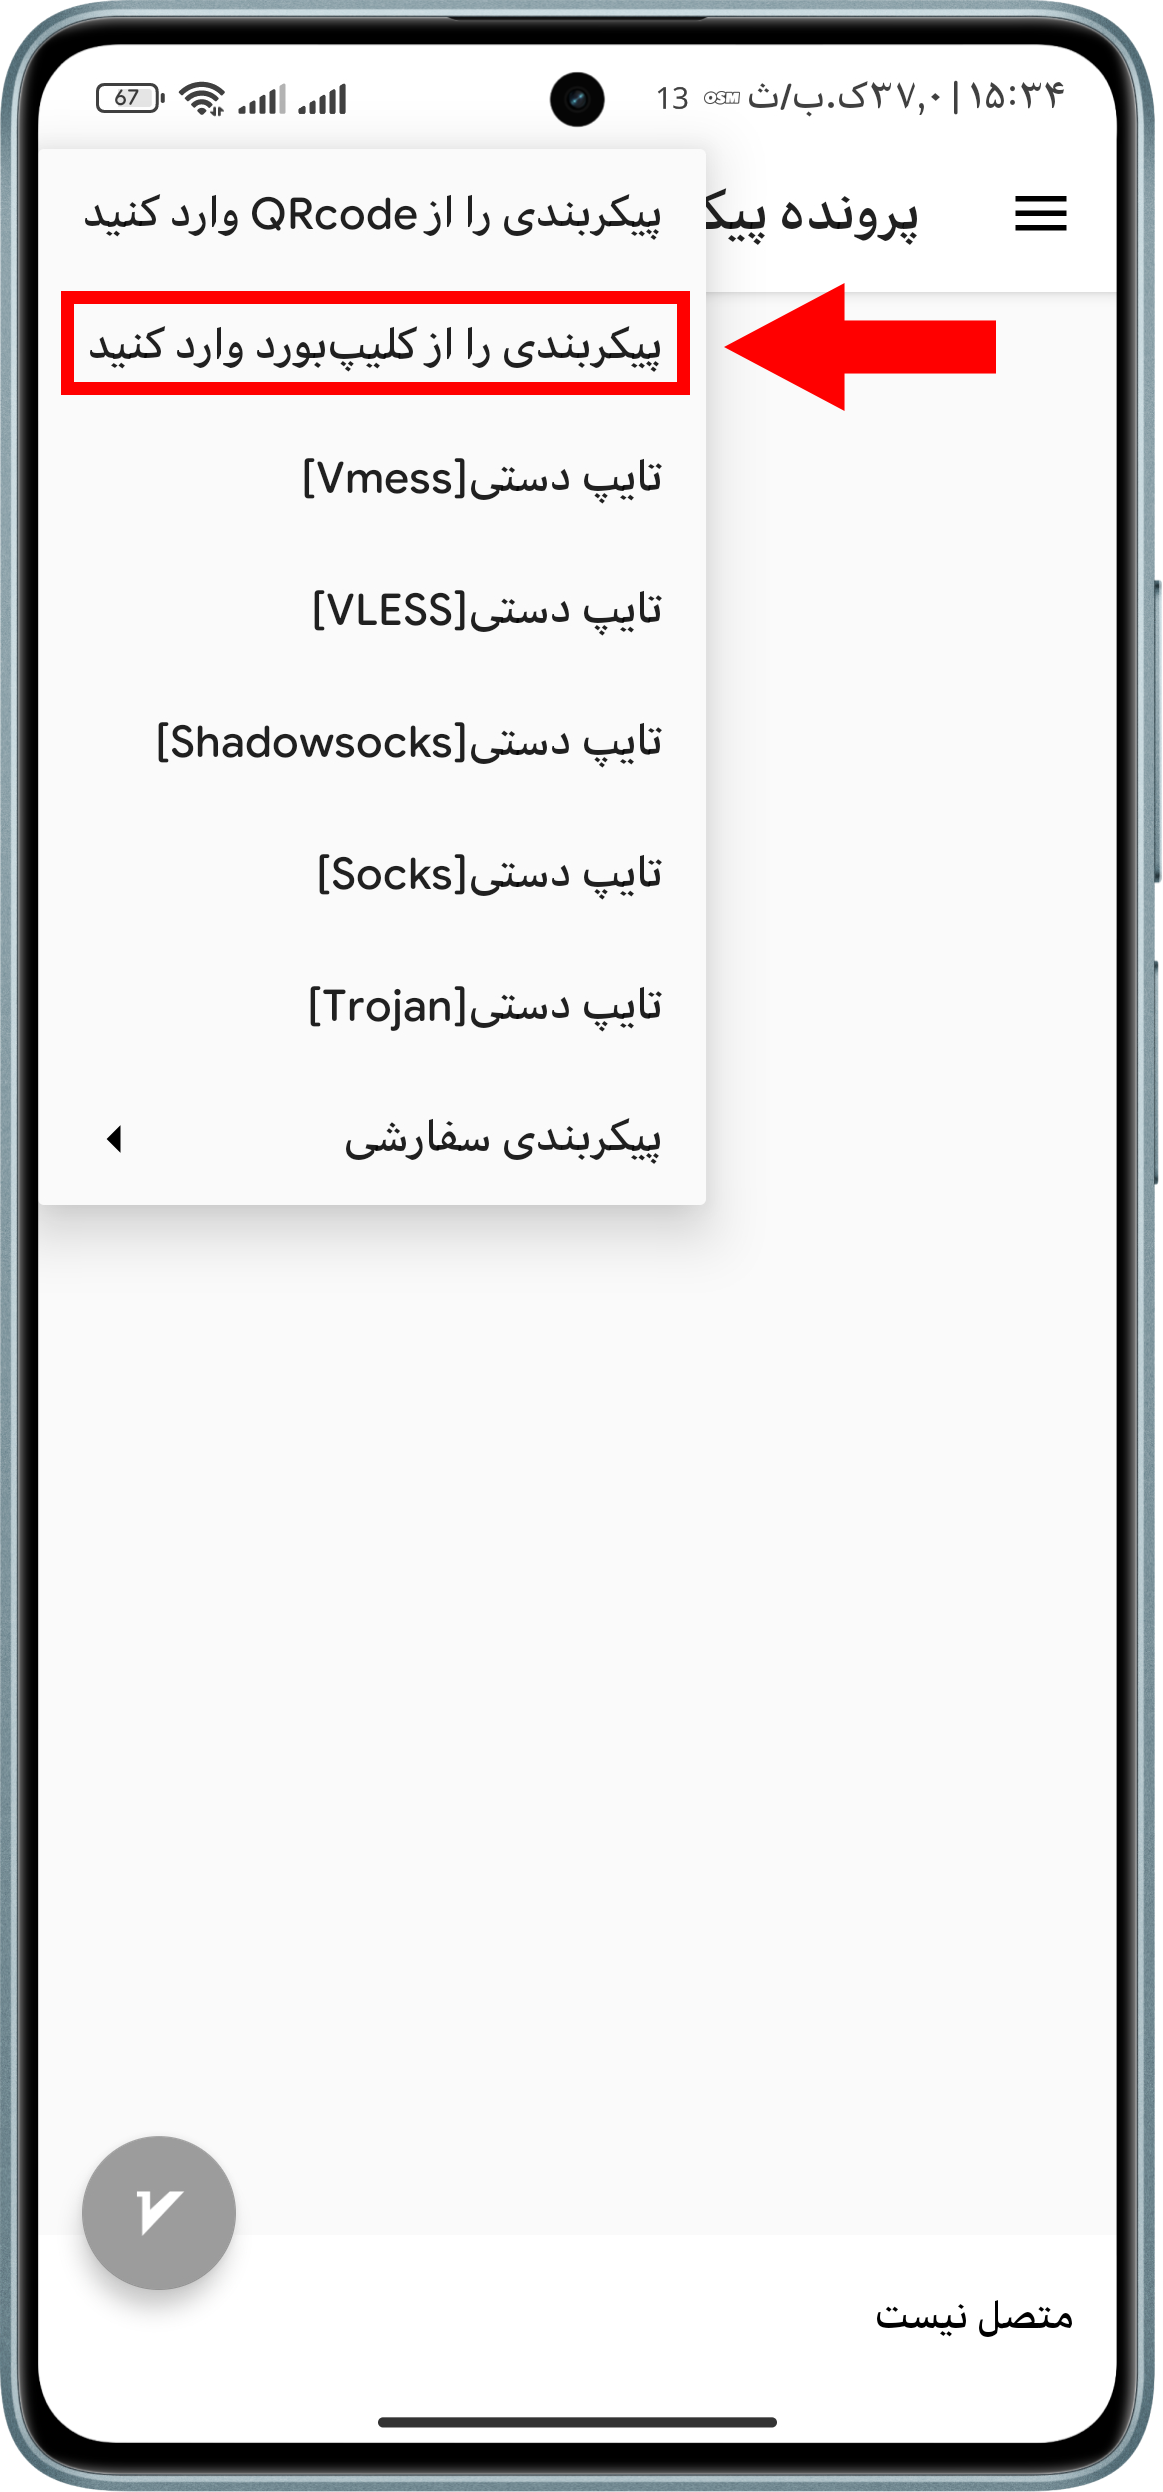 ۱۵:۳۴ | ۳۷,۰ک.ب/ث OSM 13
67
پرونده پیک
پیکربندی را از QRcode وارد کنید
پیکربندی را از کلیپ‌بورد وارد کنید
تایپ دستی[Vmess]
تایپ دستی[VLESS]
تایپ دستی[Shadowsocks]
تایپ دستی[Socks]
تایپ دستی[Trojan]
پیکربندی سفارشی
متصل نیست